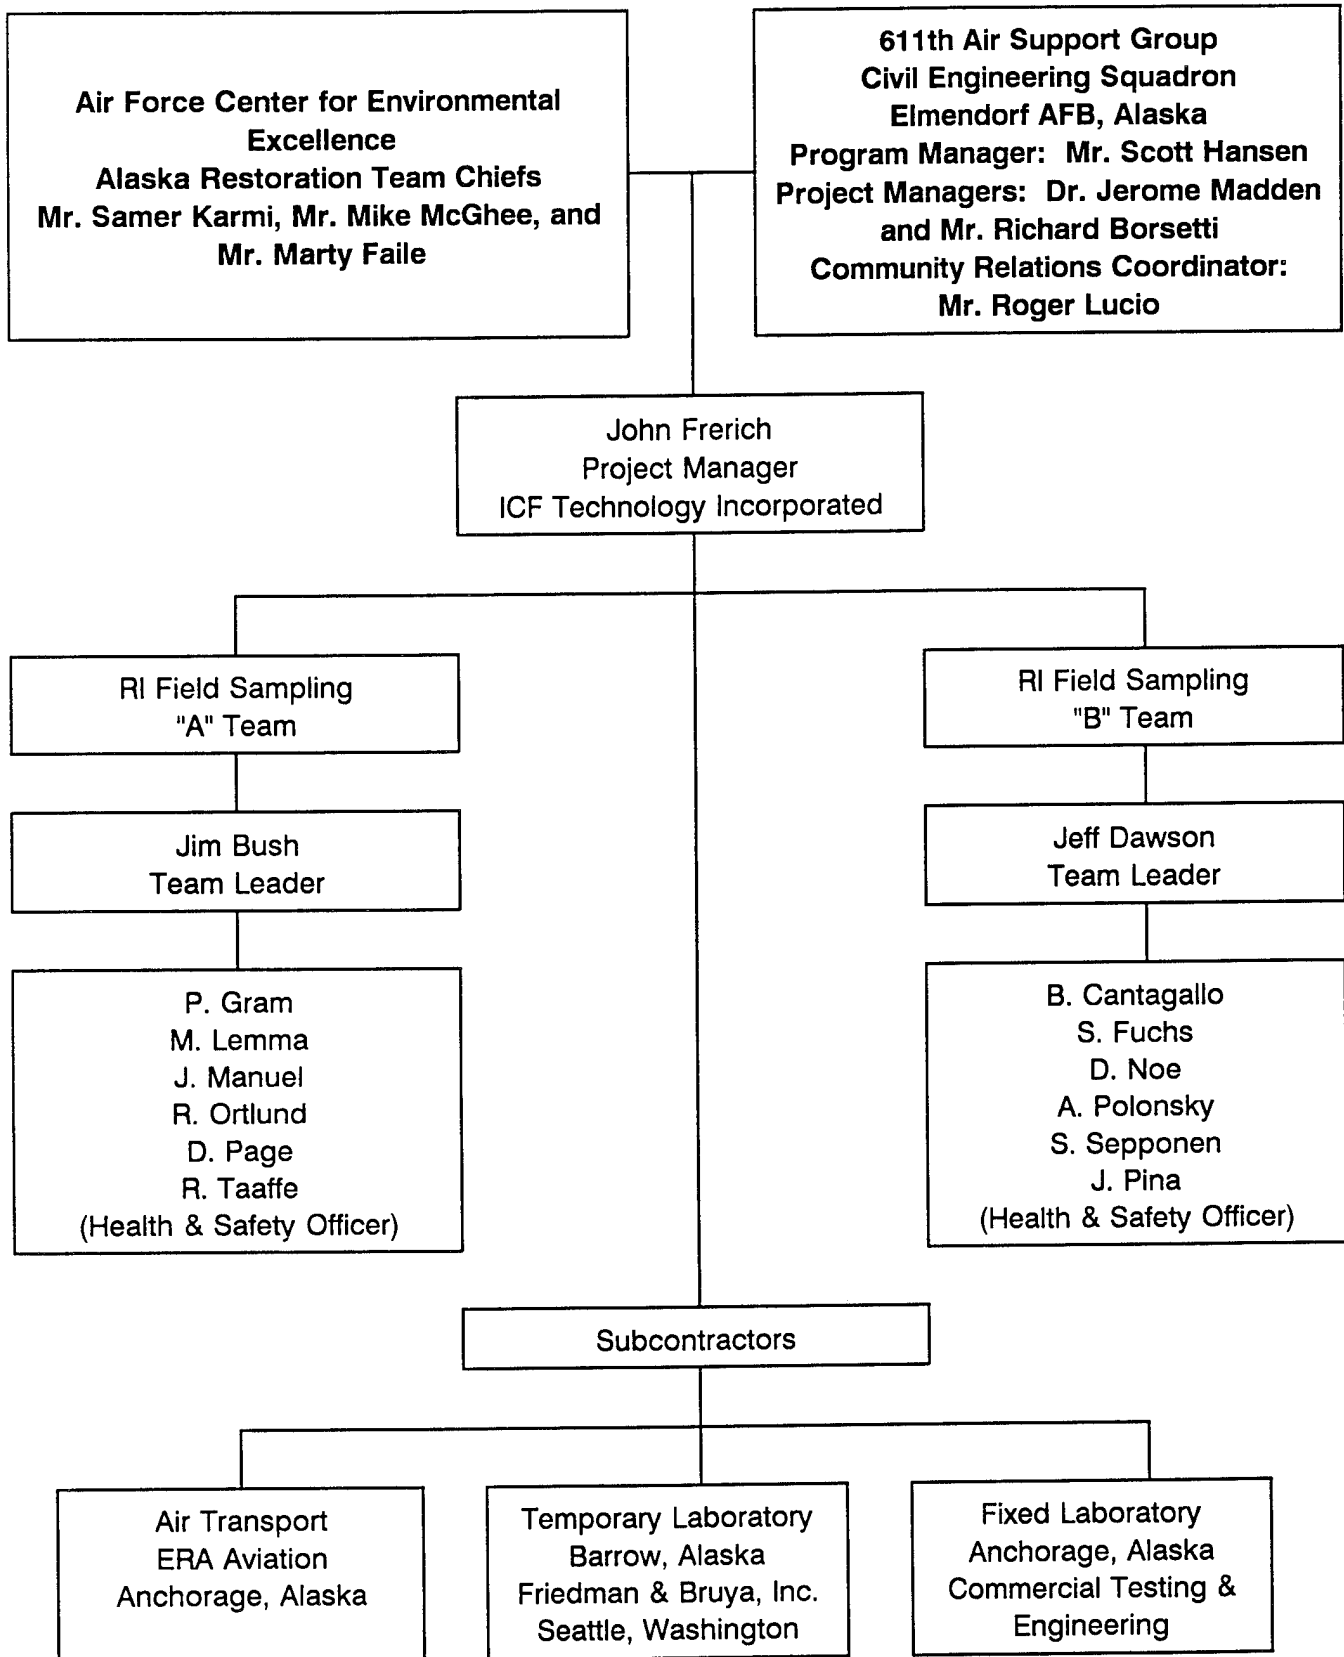 Air Force Center for Environmental
Excellence
Alaska Restoration Team Chiefs
Mr. Samer Karmi, Mr. Mike McGhee, and
Mr. Marty Faile
611th Air Support Group
Civil Engineering Squadron
Elmendorf AFB, Alaska
Program Manager: Mr. Scott Hansen
Project Managers: Dr. Jerome Madden
and Mr. Richard Borsetti
Community Relations Coordinator:
Mr. Roger Lucio
John Frerich
Project Manager
ICF Technology Incorporated
RI Field Sampling
"A" Team
Jim Bush
Team Leader
P. Gram
M. Lemma
J. Manuel
R. Ortlund
D. Page
R. Taaffe
(Health & Safety Officer)
RI Field Sampling
"B" Team
Jeff Dawson
Team Leader
B. Cantagallo
S. Fuchs
D. Noe
A. Polonsky
S. Sepponen
J. Pina
(Health & Safety Officer)
Subcontractors
Air Transport
ERA Aviation
Anchorage, Alaska
Temporary Laboratory
Barrow, Alaska
Friedman & Bruya, Inc.
Seattle, Washington
Fixed Laboratory
Anchorage, Alaska
Commercial Testing &
Engineering